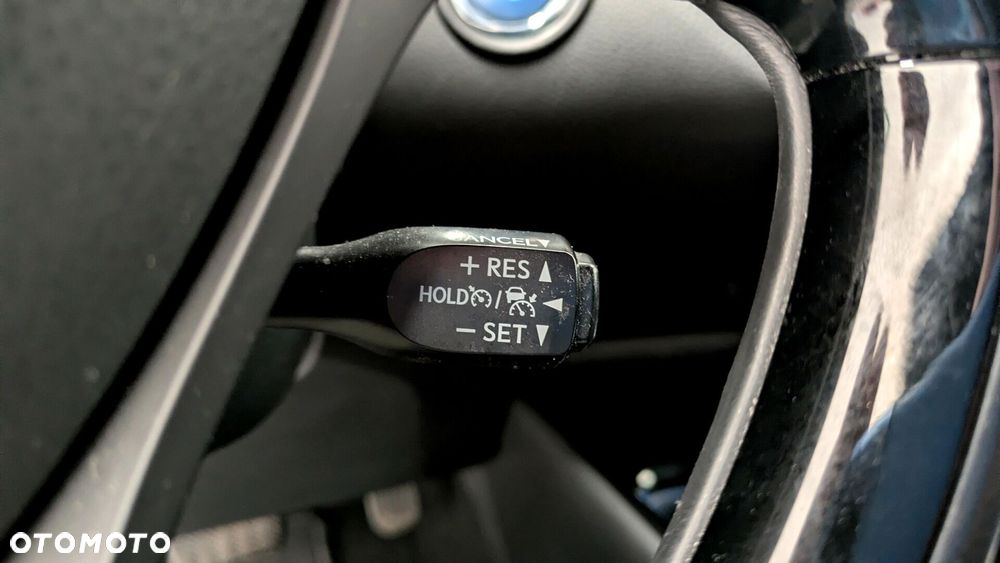 CANCEL▼
+ RES ▲
HOLD / ◄
− SET ▼
OTOMOTO